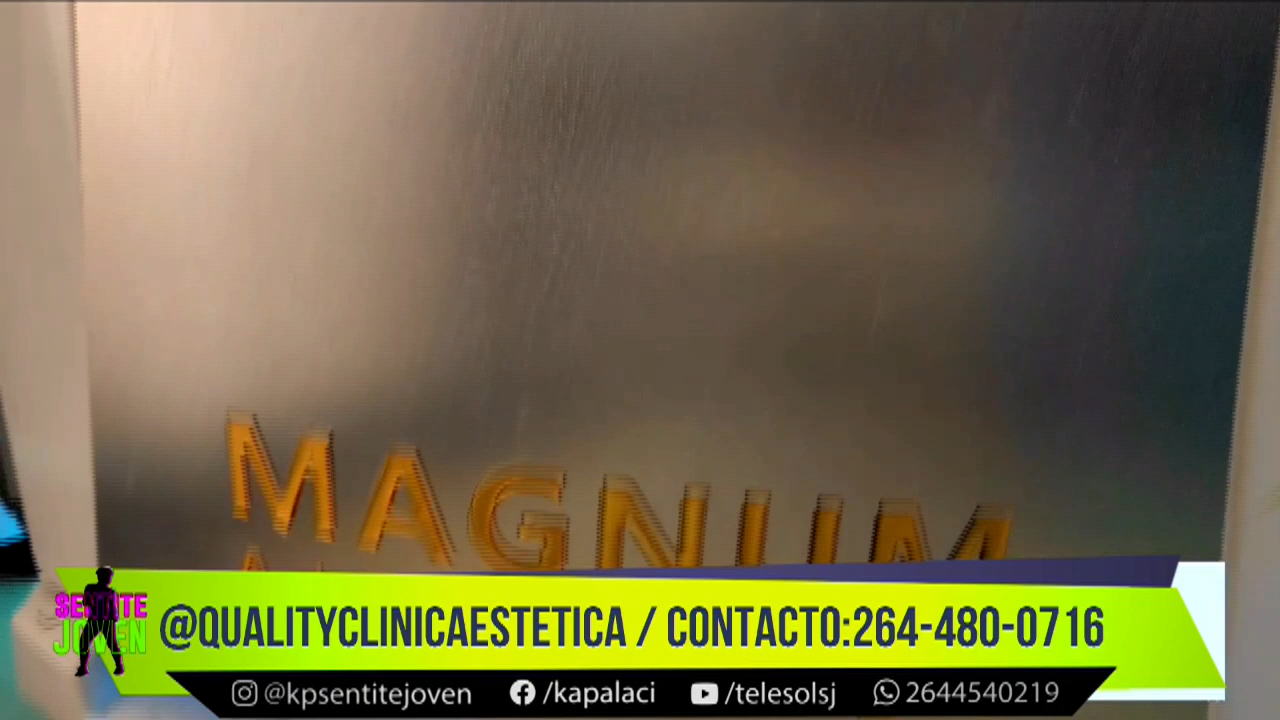 MAGNUM
SENTITE
JOVEN
@QUALITYCLINICAESTETICA / CONTACTO:264-480-0716
@kpsentitejoven /kapalaci /telesolsj 2644540219